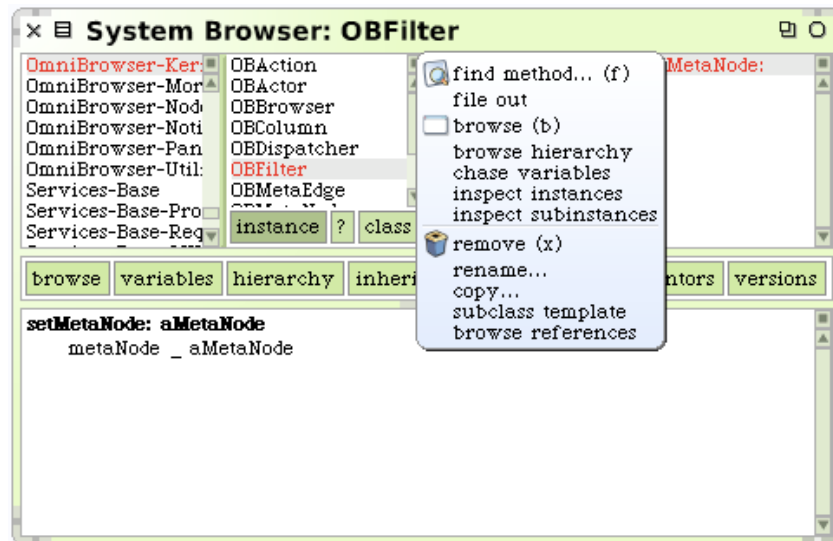 System Browser: OBFilter
OmniBrowser-Ker
OmniBrowser-Mor
OmniBrowser-Nod
OmniBrowser-Noti
OmniBrowser-Pan
OmniBrowser-Util
Services-Base
Services-Base-Pro
Services-Base-Req
OBAction
OBActor
OBBrowser
OBColumn
OBDispatcher
OBFilter
OBMetaEdge
instance ? class
MetaNode:
find method... (f)
file out
browse (b)
browse hierarchy
chase variables
inspect instances
inspect subinstances
remove (x)
rename...
copy...
subclass template
browse references
browse variables hierarchy inheri ntors versions
setMetaNode: aMetaNode
metaNode _ aMetaNode